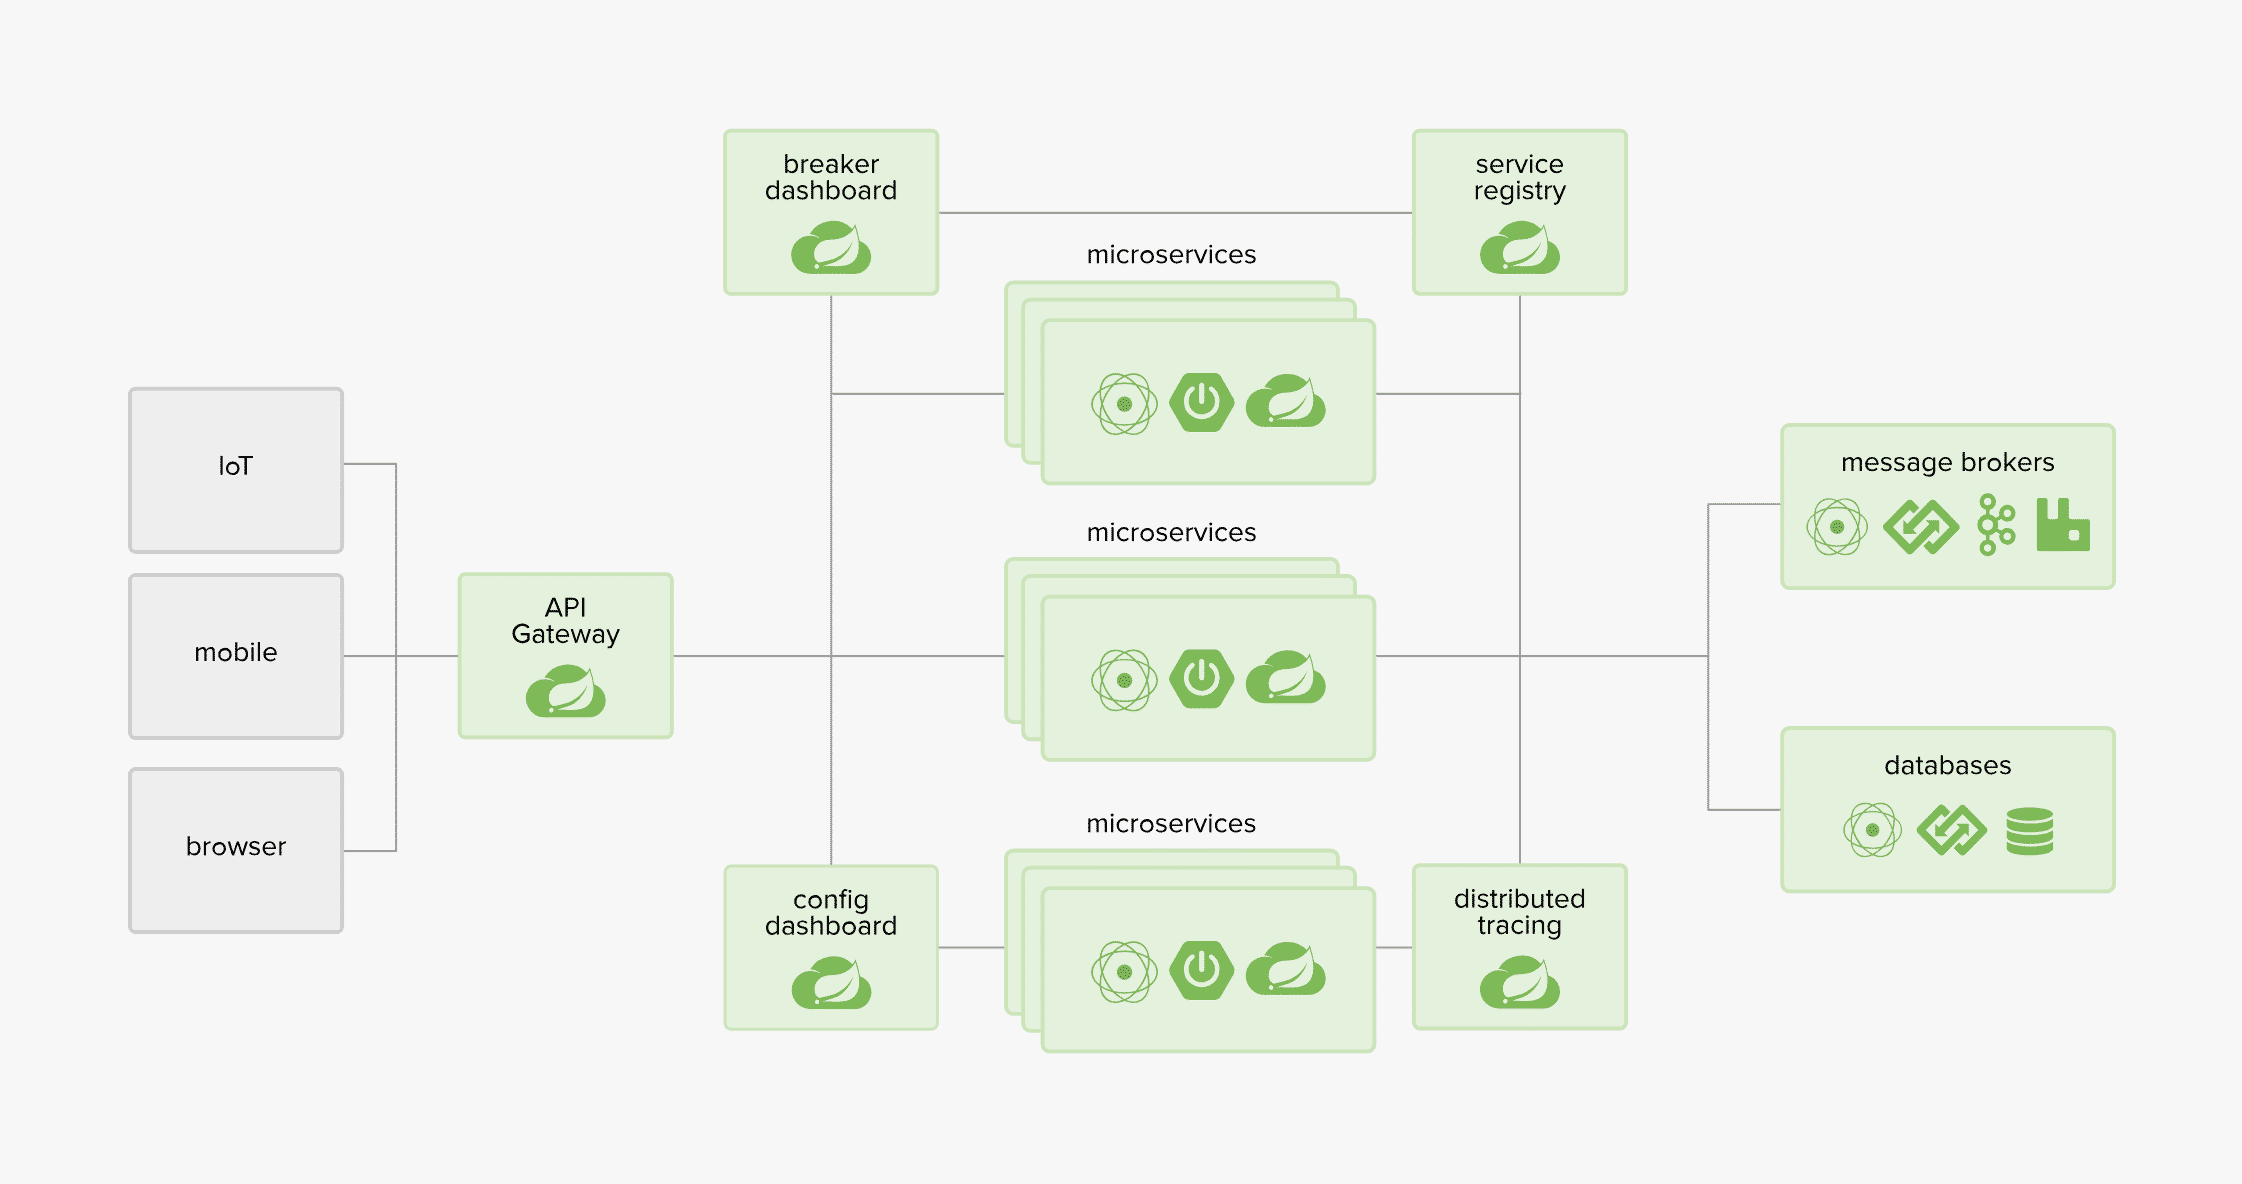 breaker
dashboard
service
registry
microservices
IoT
message brokers
microservices
API
Gateway
mobile
databases
microservices
browser
config
dashboard
distributed
tracing